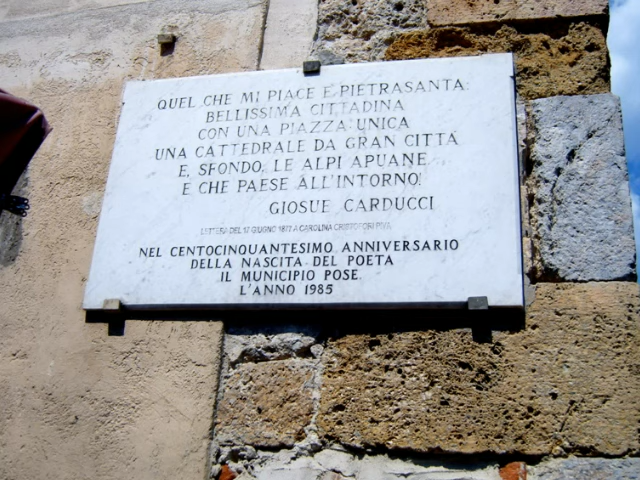 QUEL CHE MI PIACE E PIETRASANTA:
BELLISSIMA CITTADINA
CON UNA PIAZZA UNICA
UNA CATTEDRALE DA GRAN CITTÀ
E, SFONDO, LE ALPI APUANE.
E CHE PAESE ALL'INTORNO!
GIOSUE CARDUCCI
LETTERA DEL 17 GIUGNO 1877 A CAROLINA CRISTOFORI PIVA
NEL CENTOCINQUANTESIMO ANNIVERSARIO
DELLA NASCITA DEL POETA
IL MUNICIPIO POSE
L'ANNO 1985